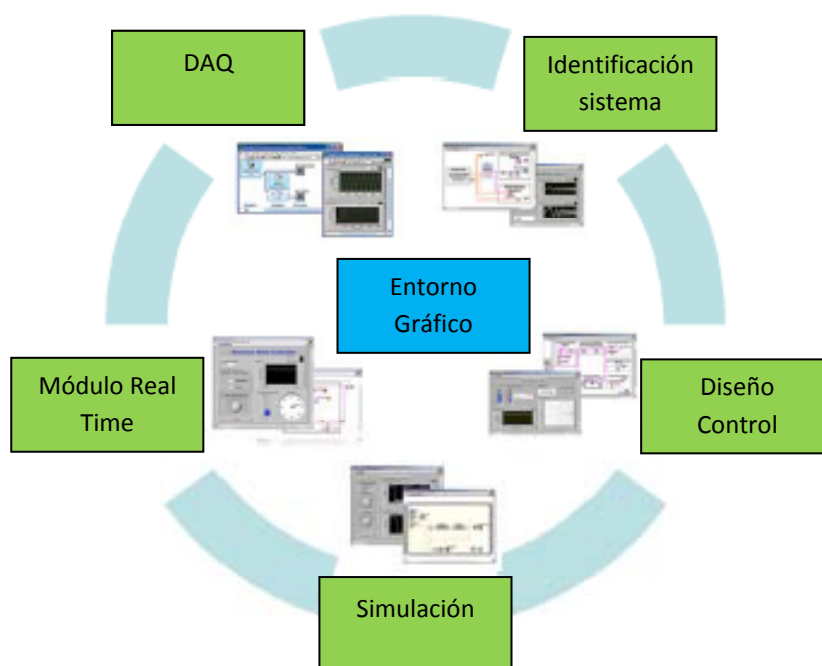 DAQ
Identificación
sistema
Entorno
Gráfico
Módulo Real
Time
Diseño
Control
Simulación